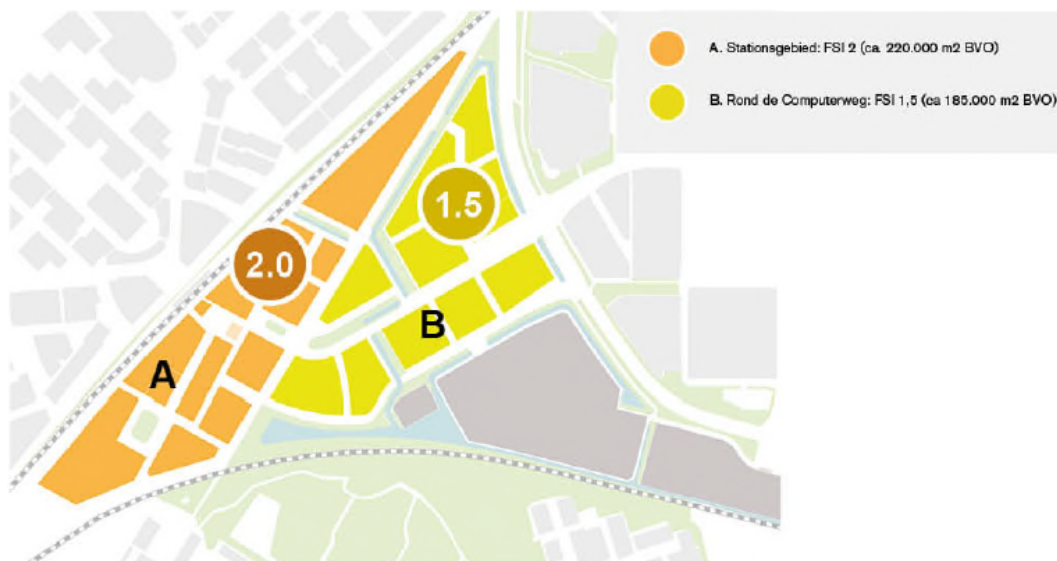 A. Stationsgebied: FSI 2 (ca. 220.000 m2 BVO)
B. Rond de Computerweg: FSI 1,5 (ca 185.000 m2 BVO)
1.5
2.0
B
A